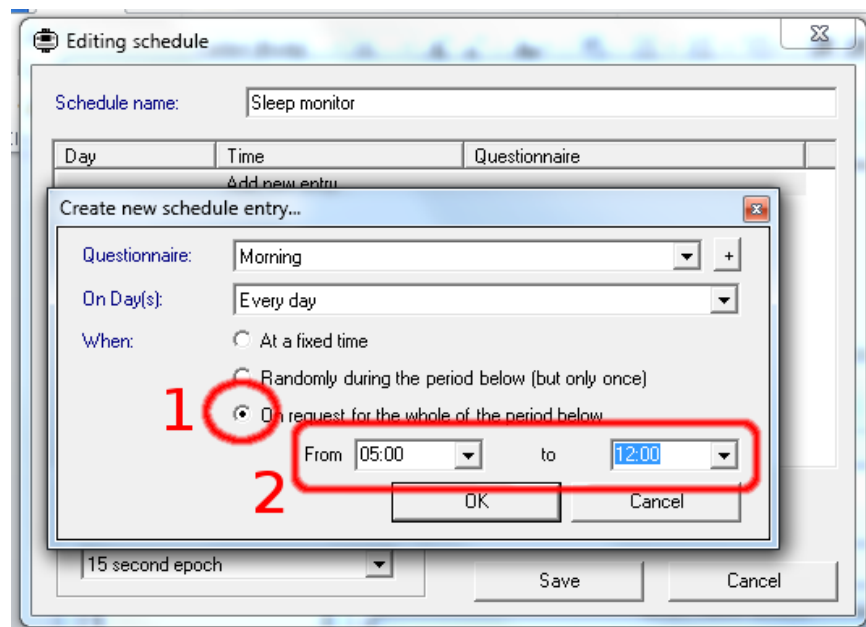 Editing schedule
Schedule name: Sleep monitor
Day Time Questionnaire
Add new entry
Create new schedule entry...
Questionnaire: Morning +
On Day(s): Every day
When: At a fixed time
Randomly during the period below (but only once)
1 On request for the whole of the period below
From 05:00 to 12:00
2 OK Cancel
15 second epoch
Save Cancel